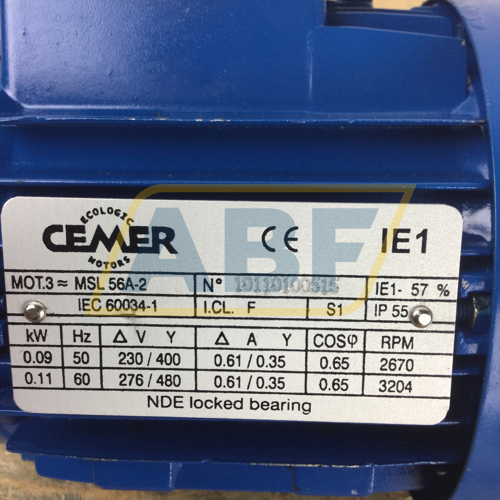 ECOLOGIC
CEMER
MOTORS
CE
IE1
MOT.3≈ MSL 56A-2
N° 10110100515
IE1- 57 %
IEC 60034-1
I.CL. F
S1
IP 55
kW Hz Δ V Y Δ A Y COSφ RPM
0.09 50 230 / 400 0.61 / 0.35 0.65 2670
0.11 60 276 / 480 0.61 / 0.35 0.65 3204
NDE locked bearing
ABF